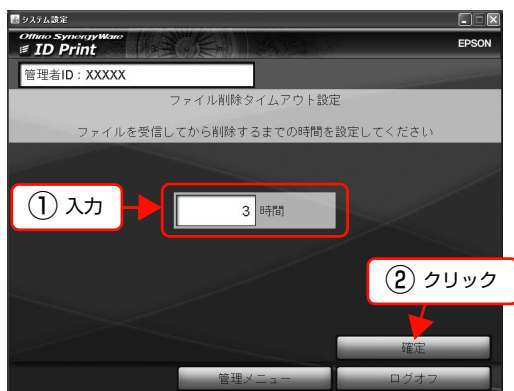 システム設定
Offirio SynergyWare
ID Print
EPSON
管理者ID：XXXXX
ファイル削除タイムアウト設定
ファイルを受信してから削除するまでの時間を設定してください
① 入力
3 時間
② クリック
確定
管理メニュー
ログオフ